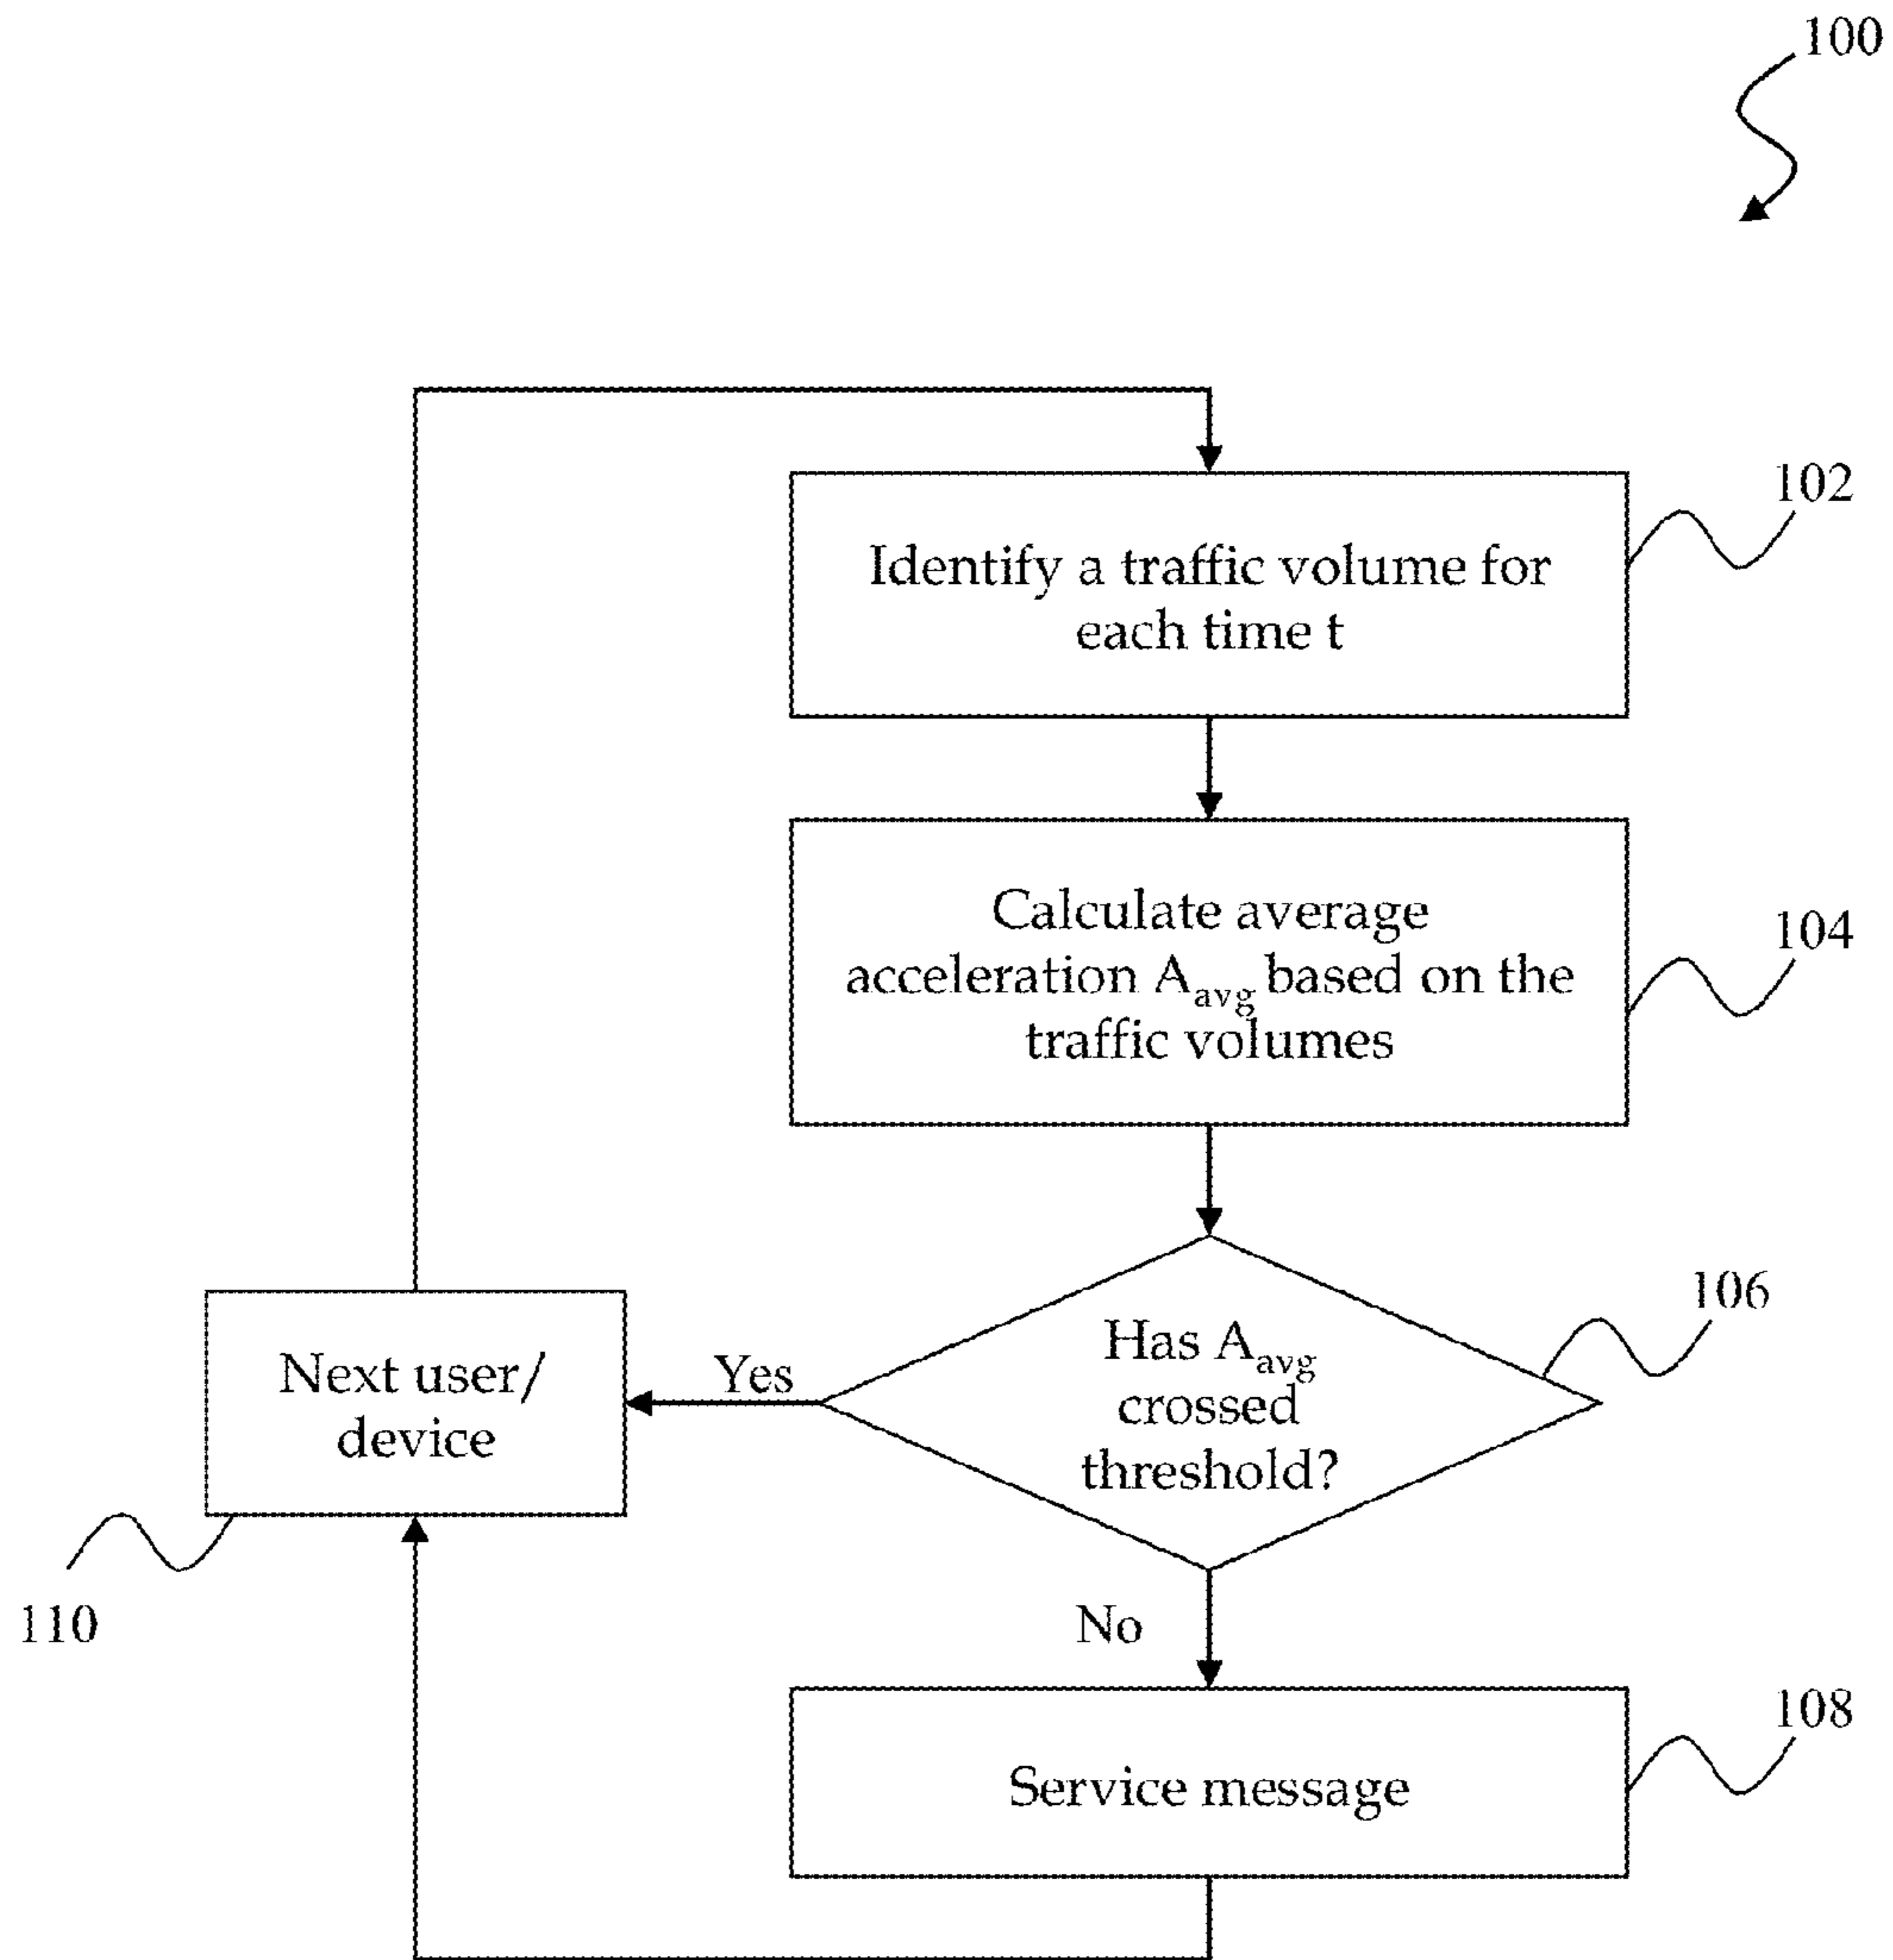 100
102
Identify a traffic volume for
each time t
104
Calculate average
acceleration Aavg based on the
traffic volumes
106
Has Aavg
crossed
threshold?
Yes
Next user/
device
110
No
108
Service message